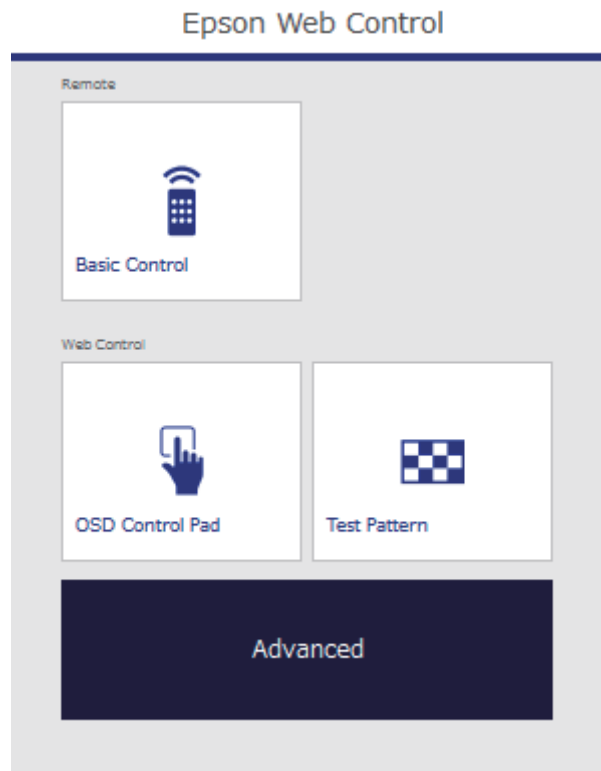 Epson Web Control
Remote
Basic Control
Web Control
OSD Control Pad
Test Pattern
Advanced